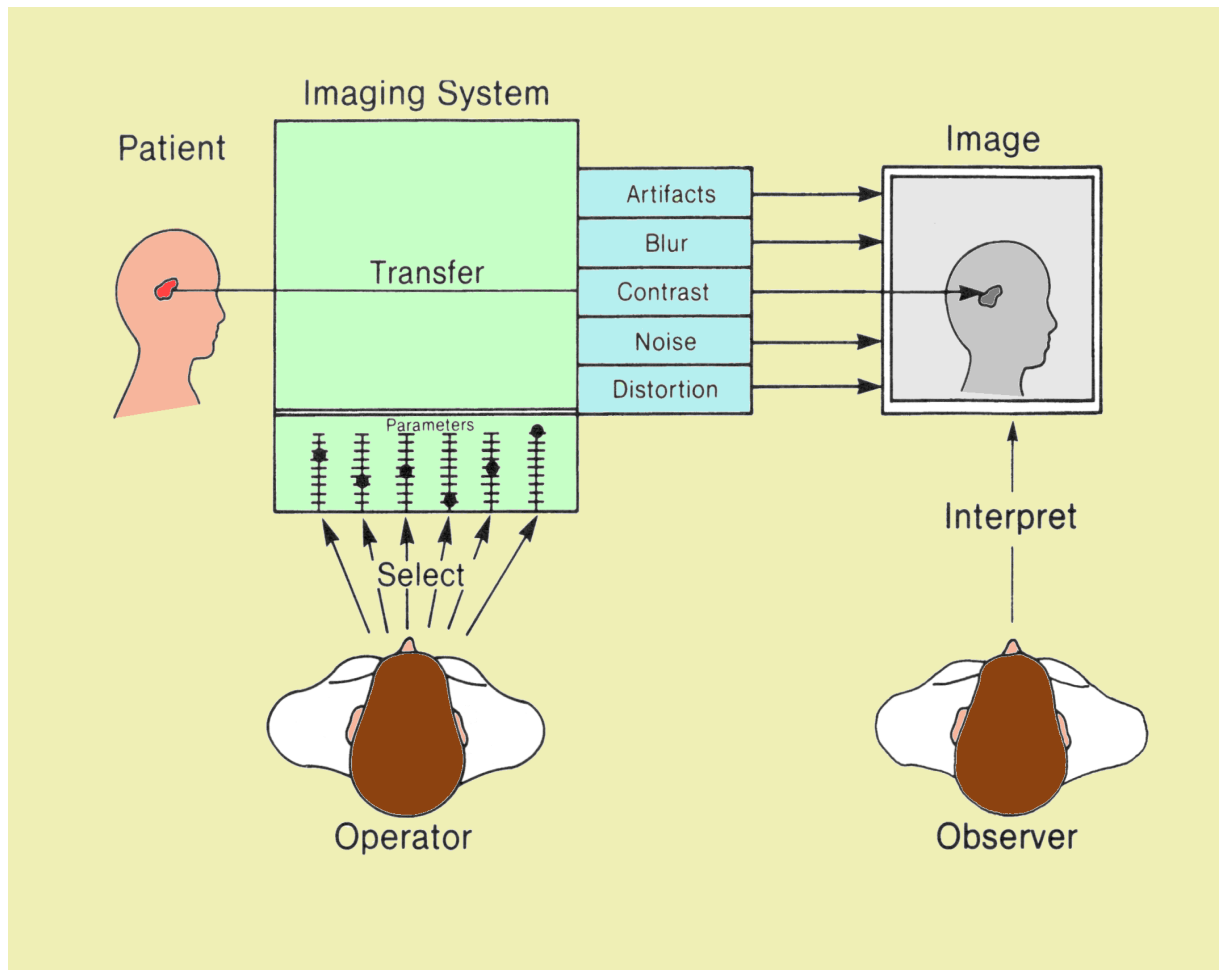 Imaging System
Patient
Image
Artifacts
Blur
Transfer
Contrast
Noise
Distortion
Parameters
Select
Interpret
Operator
Observer